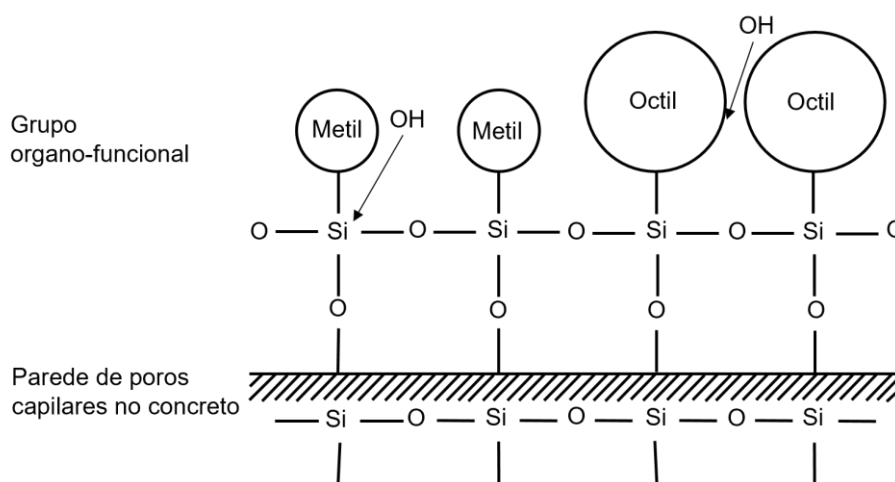 OH
Octil Octil
Grupo
organo-funcional
Metil OH Metil
O Si O Si O Si O Si O
O O O O
Parede de poros
capilares no concreto
Si O Si O Si O Si